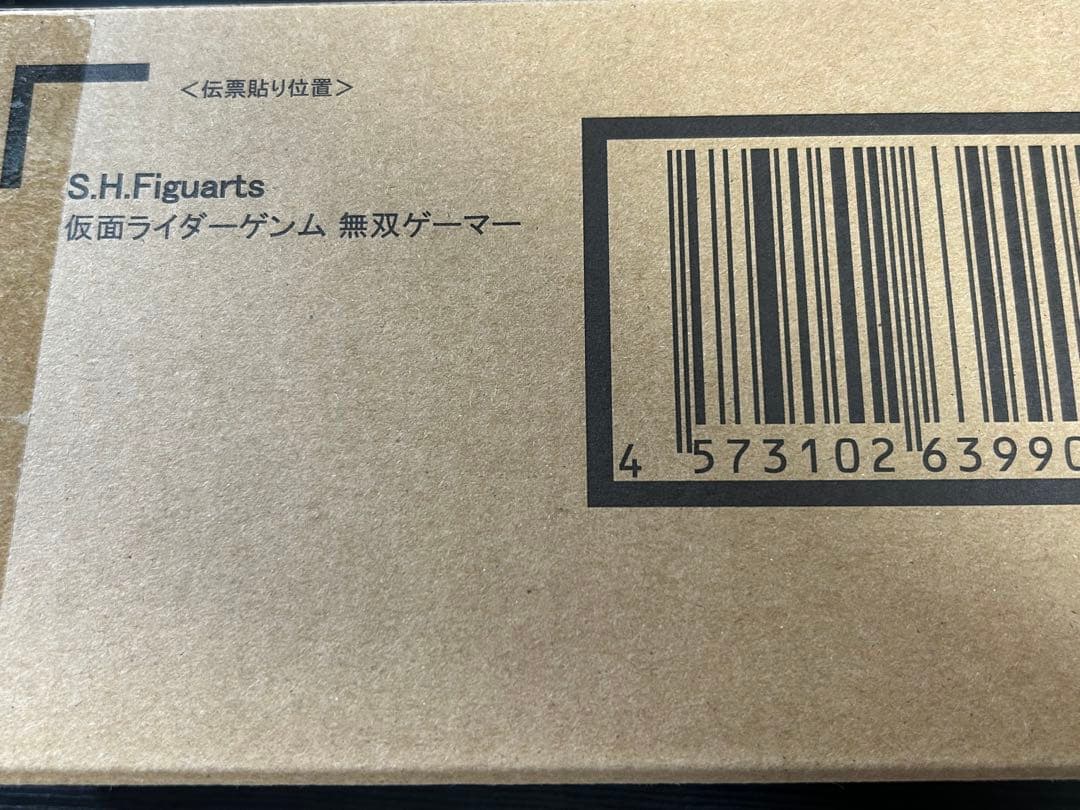 ＜伝票貼り位置＞
S.H.Figuarts
仮面ライダーゲンム 無双ゲーマー
4 573102 63990